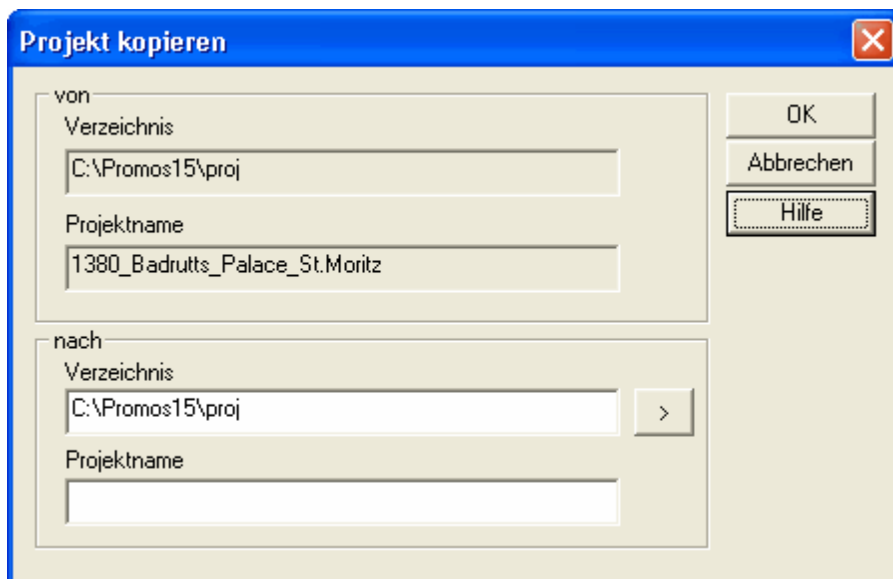 Projekt kopieren
von
Verzeichnis
C:\Promos15\proj
Projektname
1380_Badrutts_Palace_St.Moritz
OK
Abbrechen
Hilfe
nach
Verzeichnis
C:\Promos15\proj
>
Projektname